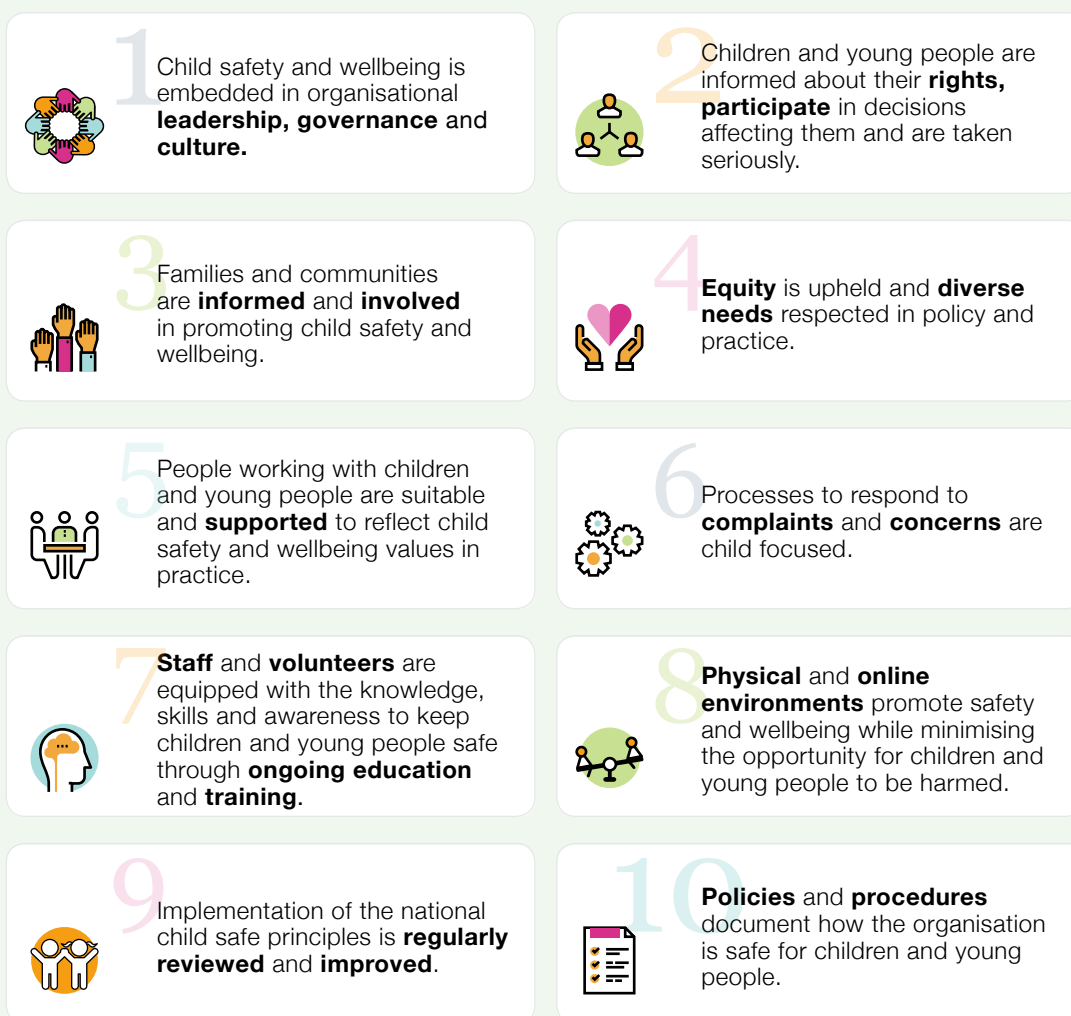 1
Child safety and wellbeing is
embedded in organisational
leadership, governance and
culture.
2
Children and young people are
informed about their rights,
participate in decisions
affecting them and are taken
seriously.
3
Families and communities
are informed and involved
in promoting child safety and
wellbeing.
4
Equity is upheld and diverse
needs respected in policy and
practice.
5
People working with children
and young people are suitable
and supported to reflect child
safety and wellbeing values in
practice.
6
Processes to respond to
complaints and concerns are
child focused.
7
Staff and volunteers are
equipped with the knowledge,
skills and awareness to keep
children and young people safe
through ongoing education
and training.
8
Physical and online
environments promote safety
and wellbeing while minimising
the opportunity for children and
young people to be harmed.
9
Implementation of the national
child safe principles is regularly
reviewed and improved.
10
Policies and procedures
document how the organisation
is safe for children and young
people.